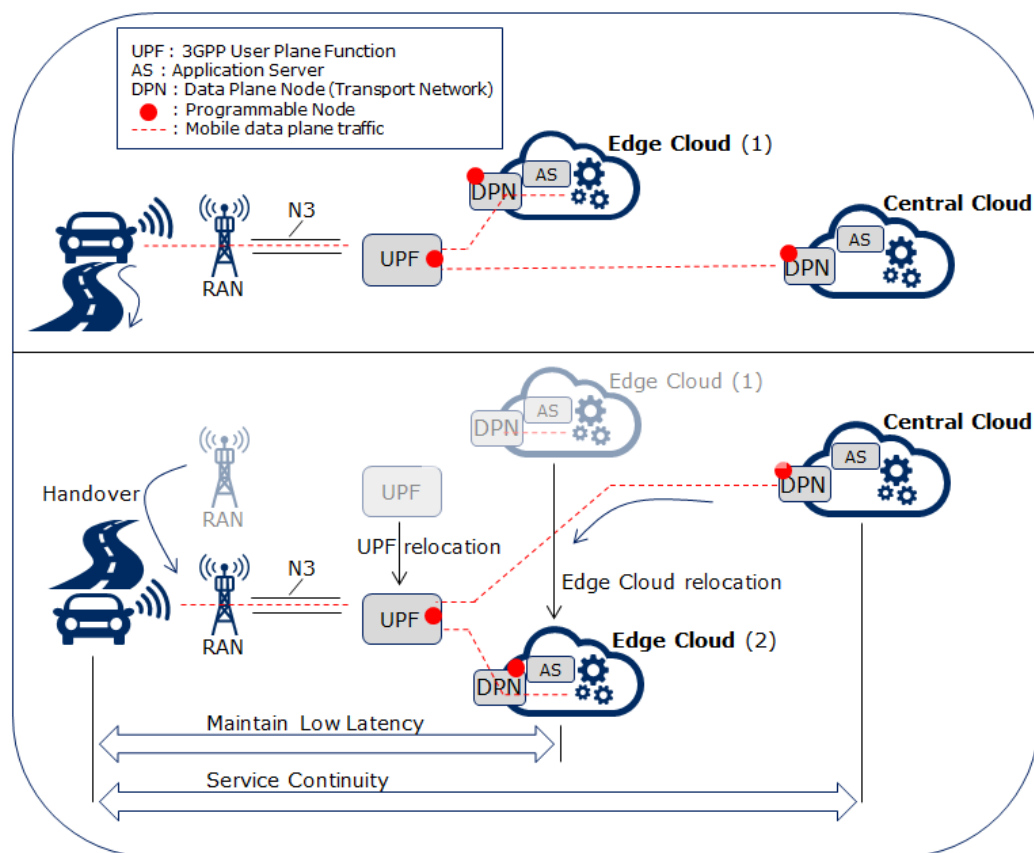 UPF : 3GPP User Plane Function
AS : Application Server
DPN : Data Plane Node (Transport Network)
: Programmable Node
: Mobile data plane traffic
Edge Cloud (1)
AS
DPN
Central Cloud
AS
DPN
N3
UPF
RAN
Edge Cloud (1)
AS
DPN
Central Cloud
AS
DPN
Handover
RAN
UPF
UPF relocation
Edge Cloud relocation
N3
UPF
RAN
Edge Cloud (2)
AS
DPN
Maintain Low Latency
Service Continuity